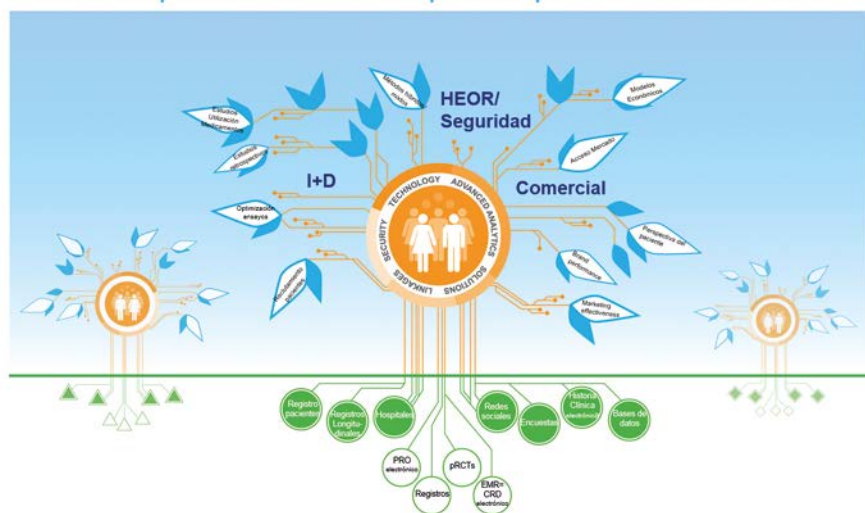 HEOR/
Seguridad
I+D
Comercial
Estudios
Utilización
Medicamentos
Estudios
retrospectivos
Optimización
ensayos
Reclutamiento
pacientes
Modelos
Económicos
Acceso Mercado
Perspectiva del
paciente
Brand
performance
Marketing
effectiveness
TECHNOLOGY
ADVANCED ANALYTICS
SOLUTIONS
LINKAGES
SECURITY
Registro
pacientes
Registros
Longitu-
dinales
Hospitales
Redes
sociales
Encuestas
Historia
Clínica
electrónica
Bases de
datos
PRO
electrónico
Registros
pRCTs
EMR=
CRD
electrónico